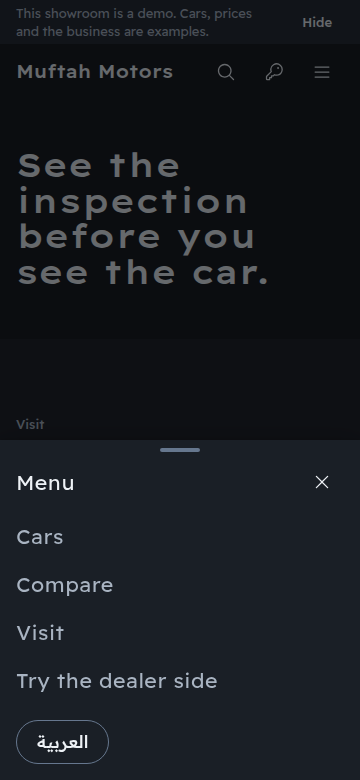 This showroom is a demo. Cars, prices
and the business are examples.
Hide
Muftah Motors
See the
inspection
before you
see the car.
Visit
Menu
Cars
Compare
Visit
Try the dealer side
العربية